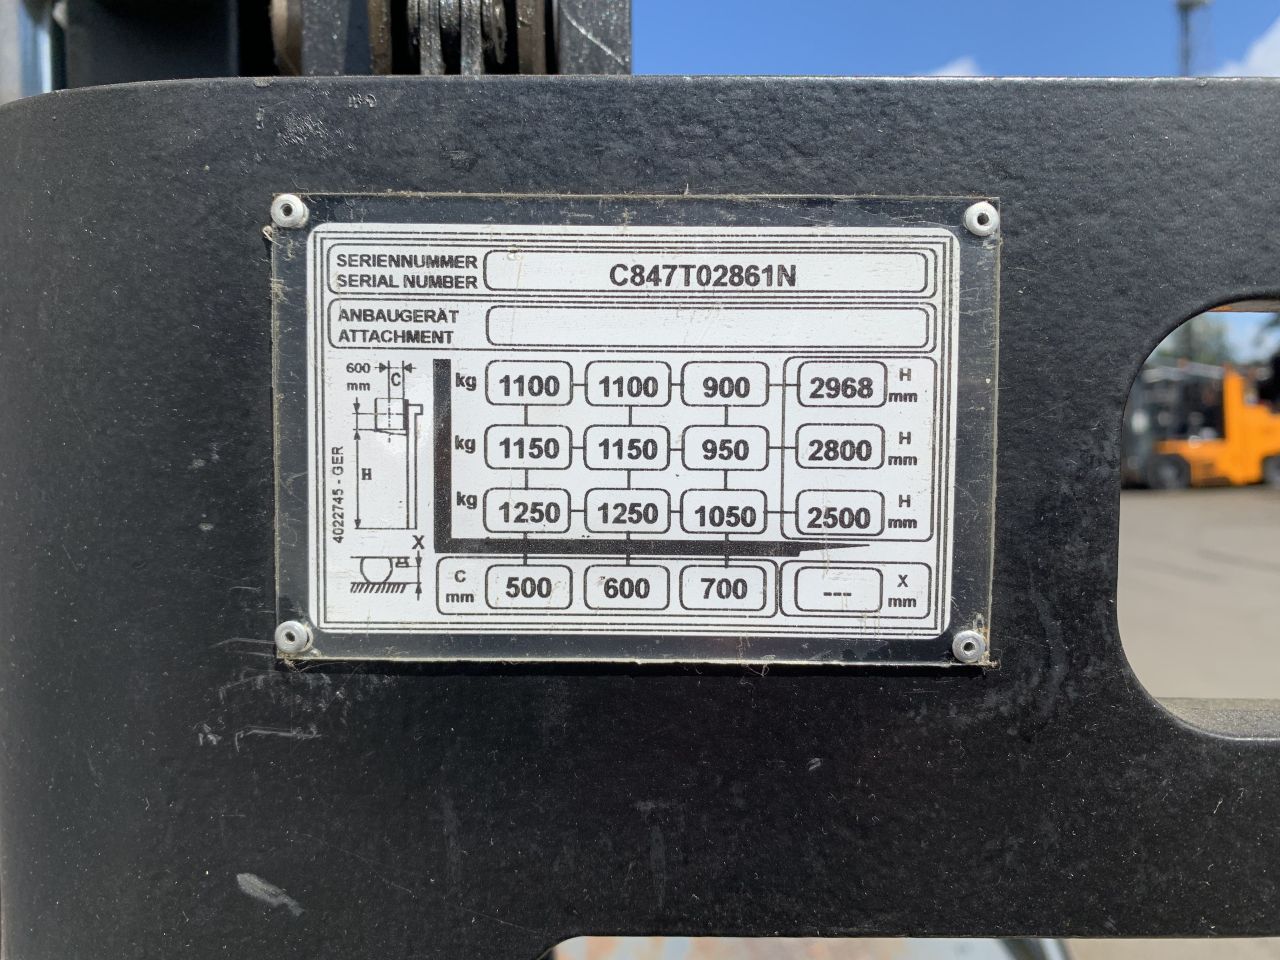 SERIENNUMMER
SERIAL NUMBER
C847T02861N
ANBAUGERÄT
ATTACHMENT
600
mm
C
H
X
4022745 - GER
kg 1100 1100 900 2968 H mm
kg 1150 1150 950 2800 H mm
kg 1250 1250 1050 2500 H mm
C mm 500 600 700 --- X mm